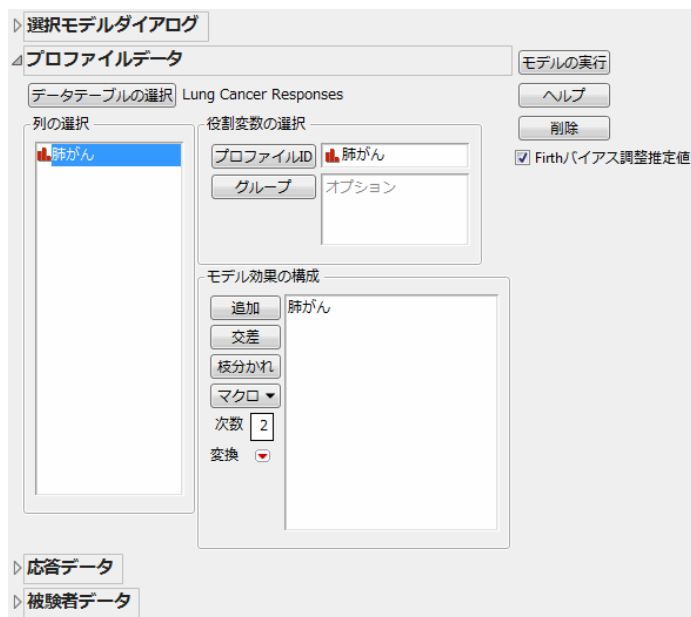 選択モデルダイアログ
プロファイルデータ
モデルの実行
データテーブルの選択 Lung Cancer Responses
ヘルプ
列の選択
役割変数の選択
削除
肺がん
プロファイルID 肺がん
Firthバイアス調整推定値
グループ オプション
モデル効果の構成
追加 肺がん
交差
枝分かれ
マクロ
次数 2
変換
応答データ
被験者データ